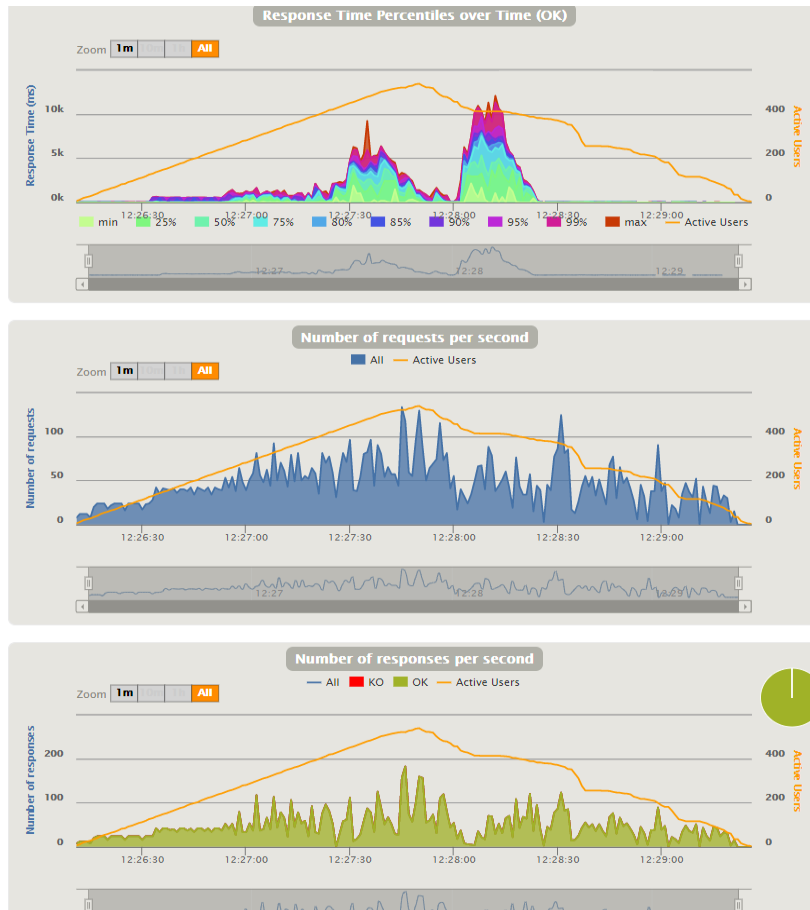 Response Time Percentiles over Time (OK)
Zoom 1m 10m 1h All
Response Time (ms)
10k
5k
0k
400
200
0
Active Users
12:26:30 12:27:00 12:27:30 12:28:00 12:28:30 12:29:00
min 25% 50% 75% 80% 85% 90% 95% 99% max Active Users
12:27 12:28 12:29
Number of requests per second
All Active Users
Zoom 1m 10m 1h All
Number of requests
100
50
0
400
200
0
Active Users
12:26:30 12:27:00 12:27:30 12:28:00 12:28:30 12:29:00
12:27 12:28 12:29
Number of responses per second
All KO OK Active Users
Zoom 1m 10m 1h All
Number of responses
200
100
0
400
200
0
Active Users
12:26:30 12:27:00 12:27:30 12:28:00 12:28:30 12:29:00